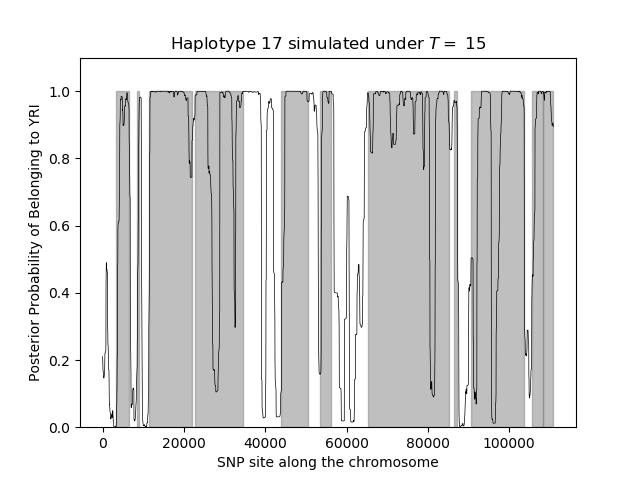 Haplotype 17 simulated under T = 15
Posterior Probability of Belonging to YRI
1.0
0.8
0.6
0.4
0.2
0.0
0 20000 40000 60000 80000 100000
SNP site along the chromosome